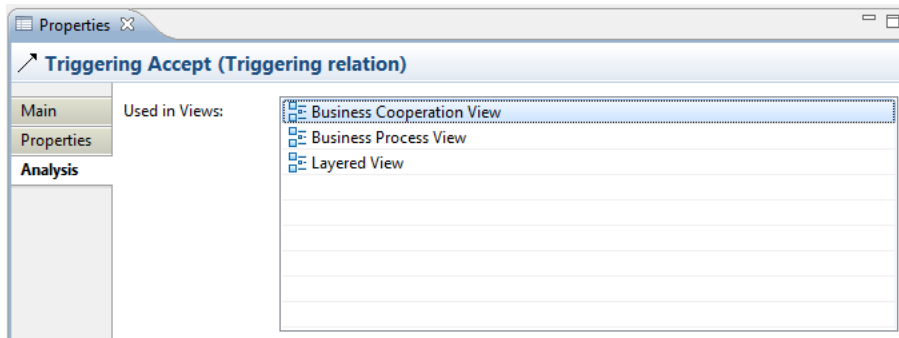 Properties
Triggering Accept (Triggering relation)
Main
Used in Views:
Business Cooperation View
Properties
Business Process View
Analysis
Layered View